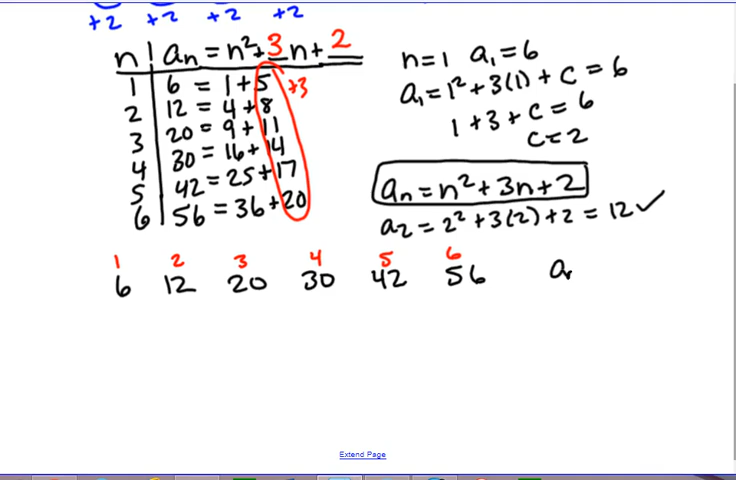 +2 +2 +2 +2
n | aₙ = n² + 3n + 2
1 6 = 1 + 5 +3
2 12 = 4 + 8
3 20 = 9 + 11
4 30 = 16 + 14
5 42 = 25 + 17
6 56 = 36 + 20
n = 1 a₁ = 6
a₁ = 1² + 3(1) + c = 6
1 + 3 + c = 6
c = 2
aₙ = n² + 3n + 2
a₂ = 2² + 3(2) + 2 = 12 ✓
1 2 3 4 5 6
6 12 20 30 42 56 a
Extend Page